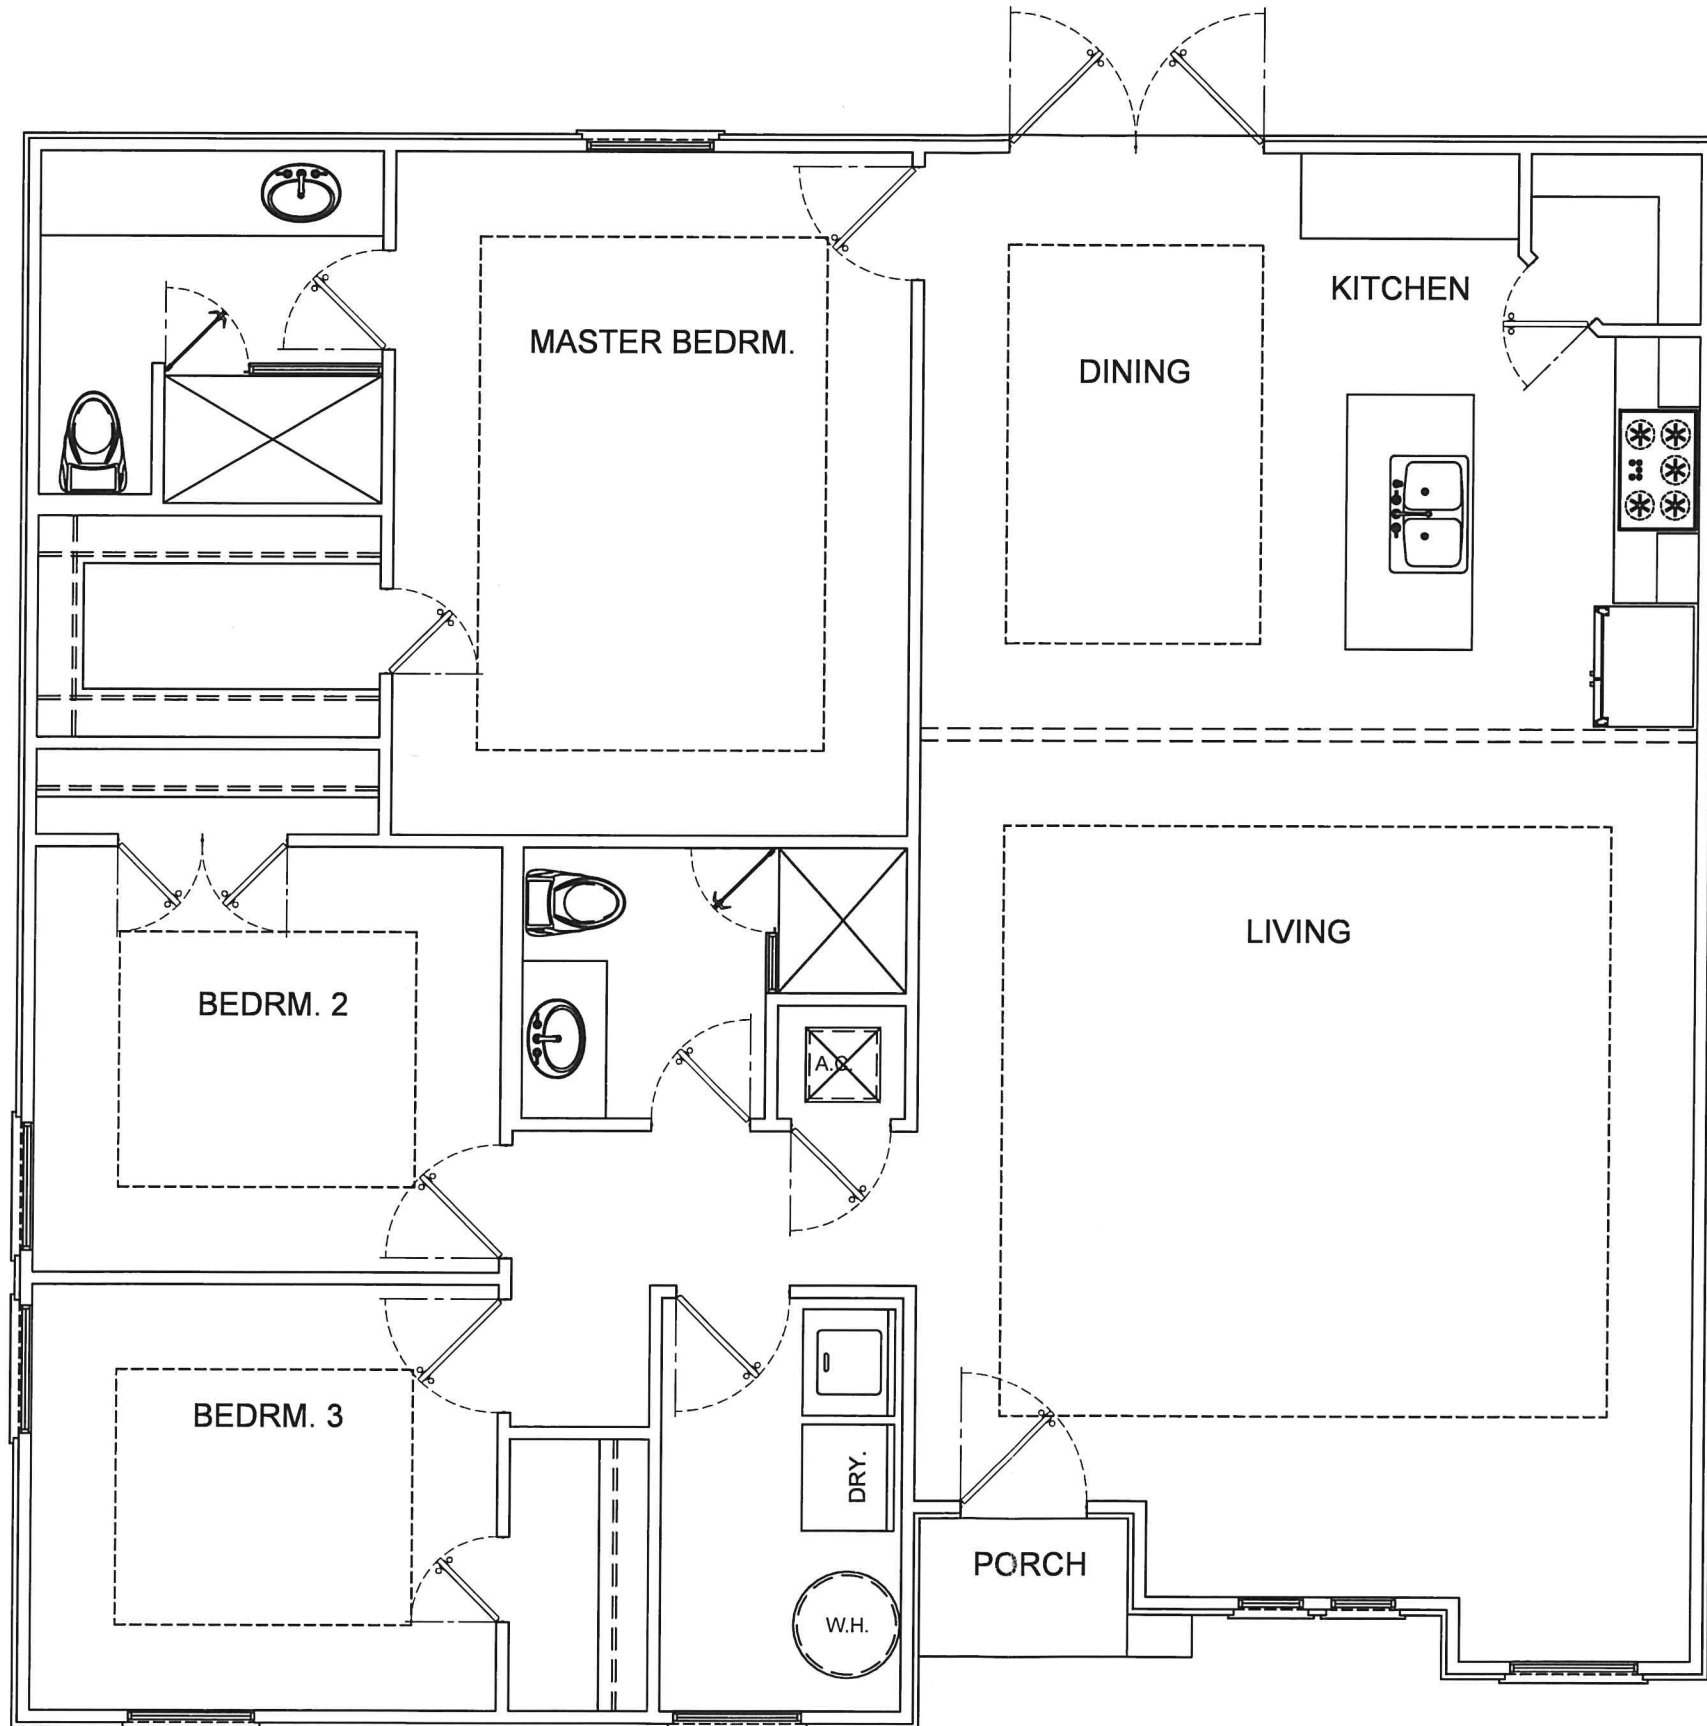 KITCHEN
MASTER BEDRM.
DINING
LIVING
BEDRM. 2
A.C.
BEDRM. 3
DRY.
PORCH
W.H.